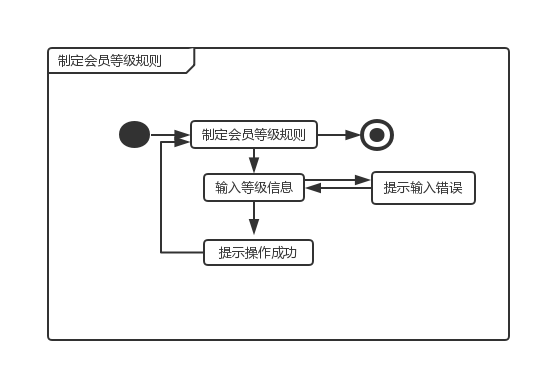 制定会员等级规则
制定会员等级规则
输入等级信息
提示输入错误
提示操作成功